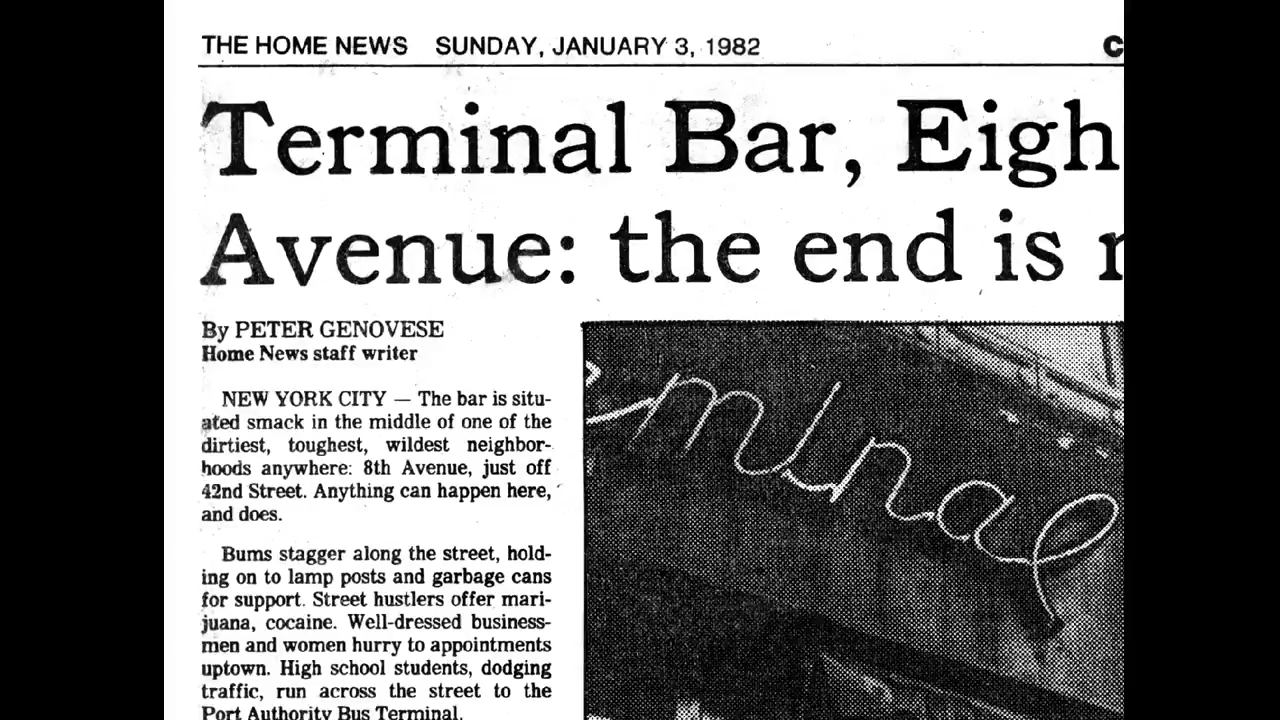 THE HOME NEWS SUNDAY, JANUARY 3, 1982 C
Terminal Bar, Eigh
Avenue: the end is
By PETER GENOVESE
Home News staff writer
NEW YORK CITY — The bar is situ-
ated smack in the middle of one of the
dirtiest, toughest, wildest neighbor-
hoods anywhere: 8th Avenue, just off
42nd Street. Anything can happen here,
and does.
Bums stagger along the street, hold-
ing on to lamp posts and garbage cans
for support. Street hustlers offer mari-
juana, cocaine. Well-dressed business-
men and women hurry to appointments
uptown. High school students, dodging
traffic, run across the street to the
Port Authority Bus Terminal.
minal